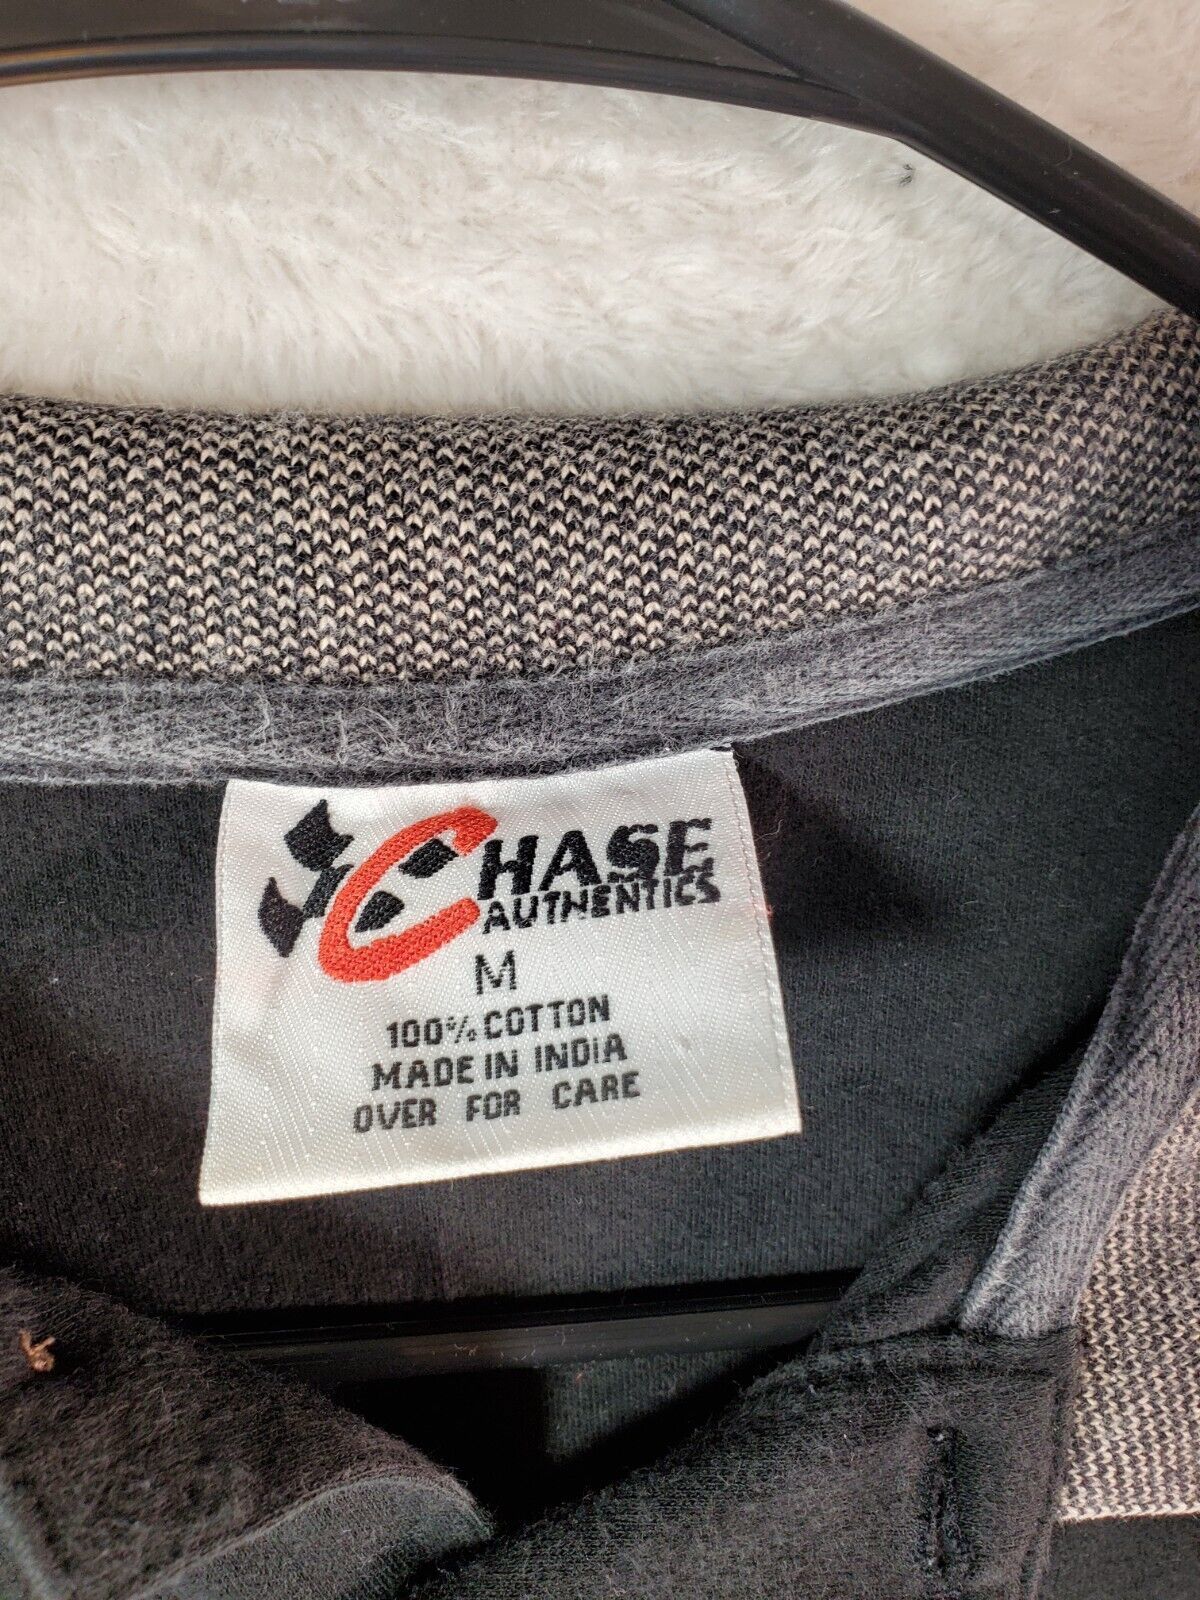 CHASE
AUTHENTICS
M
100% COTTON
MADE IN INDIA
OVER FOR CARE